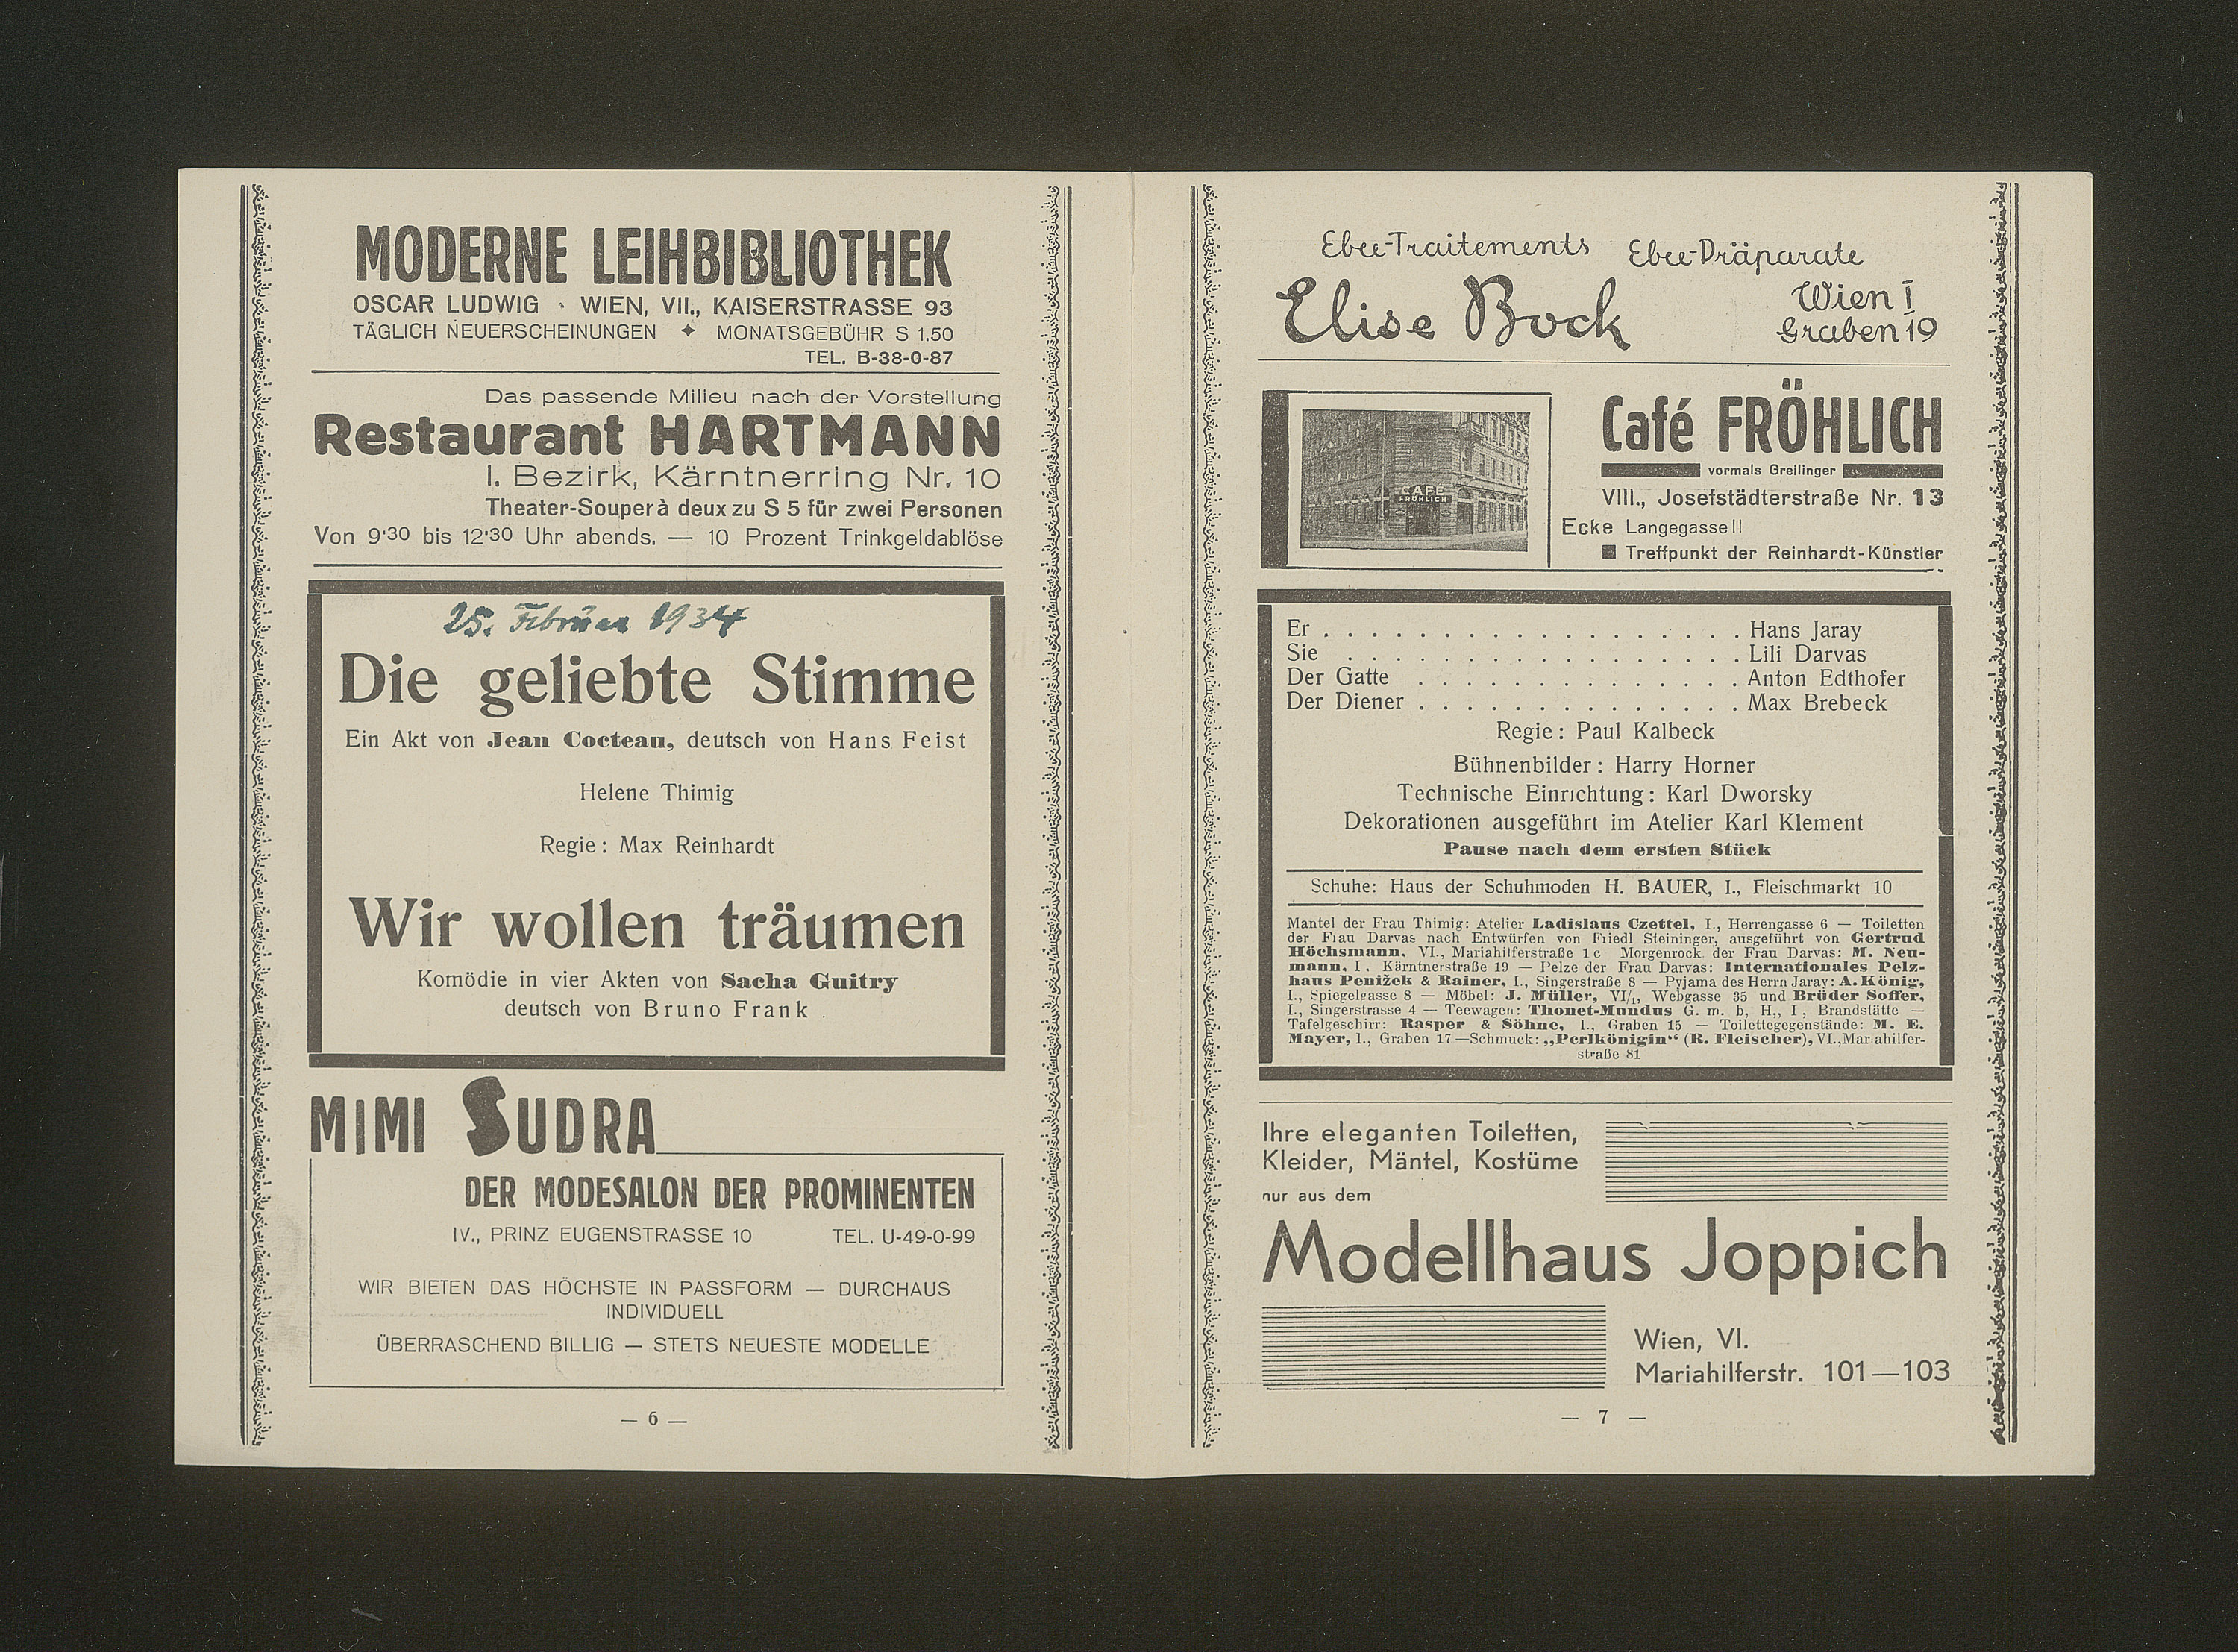 MODERNE LEIHBIBLIOTHEK
OSCAR LUDWIG · WIEN, VII., KAISERSTRASSE 93
TÄGLICH NEUERSCHEINUNGEN ✦ MONATSGEBÜHR S 1.50
TEL. B-38-0-87
Das passende Milieu nach der Vorstellung
Restaurant HARTMANN
I. Bezirk, Kärntnerring Nr. 10
Theater-Souper à deux zu S 5 für zwei Personen
Von 9·30 bis 12·30 Uhr abends. — 10 Prozent Trinkgeldablöse
25. Februar 1934
Die geliebte Stimme
Ein Akt von Jean Cocteau, deutsch von Hans Feist
Helene Thimig
Regie: Max Reinhardt
Wir wollen träumen
Komödie in vier Akten von Sacha Guitry
deutsch von Bruno Frank
MIMI SUDRA
DER MODESALON DER PROMINENTEN
IV., PRINZ EUGENSTRASSE 10 TEL. U-49-0-99
WIR BIETEN DAS HÖCHSTE IN PASSFORM — DURCHAUS
INDIVIDUELL
ÜBERRASCHEND BILLIG — STETS NEUESTE MODELLE
— 6 —
Ebee-Traitements Ebee-Präparate
Elise Bock Wien I
Graben 19
CAFE
FRÖHLICH
Café FRÖHLICH
vormals Greilinger
VIII., Josefstädterstraße Nr. 13
Ecke Langegasse 11
■ Treffpunkt der Reinhardt-Künstler
Er . . . . . . . . . . . . . . . . . . Hans Jaray
Sie . . . . . . . . . . . . . . . . . Lili Darvas
Der Gatte . . . . . . . . . . . . . . Anton Edthofer
Der Diener . . . . . . . . . . . . . . Max Brebeck
Regie: Paul Kalbeck
Bühnenbilder: Harry Horner
Technische Einrichtung: Karl Dworsky
Dekorationen ausgeführt im Atelier Karl Klement
Pause nach dem ersten Stück
Schuhe: Haus der Schuhmoden H. BAUER, I., Fleischmarkt 10
Mantel der Frau Thimig: Atelier Ladislaus Czettel, I., Herrengasse 6 — Toiletten
der Frau Darvas nach Entwürfen von Friedl Steininger, ausgeführt von Gertrud
Höchsmann, VI., Mariahilferstraße 1c Morgenrock der Frau Darvas: M. Neu-
mann, I., Kärntnerstraße 19 — Pelze der Frau Darvas: Internationales Pelz-
haus Penižek & Rainer, I., Singerstraße 8 — Pyjama des Herrn Jaray: A. König,
I., Spiegelgasse 8 — Möbel: J. Müller, VI/1, Webgasse 35 und Brüder Soffer,
I., Singerstrasse 4 — Teewagen: Thonet-Mundus G. m. b. H,, I , Brandstätte —
Tafelgeschirr: Rasper & Söhne, I., Graben 15 — Toilettegegenstände: M. E.
Mayer, I., Graben 17 — Schmuck: „Perlkönigin“ (R. Fleischer), VI., Mariahilfer-
straße 81
Ihre eleganten Toiletten,
Kleider, Mäntel, Kostüme
nur aus dem
Modellhaus Joppich
Wien, VI.
Mariahilferstr. 101—103
— 7 —